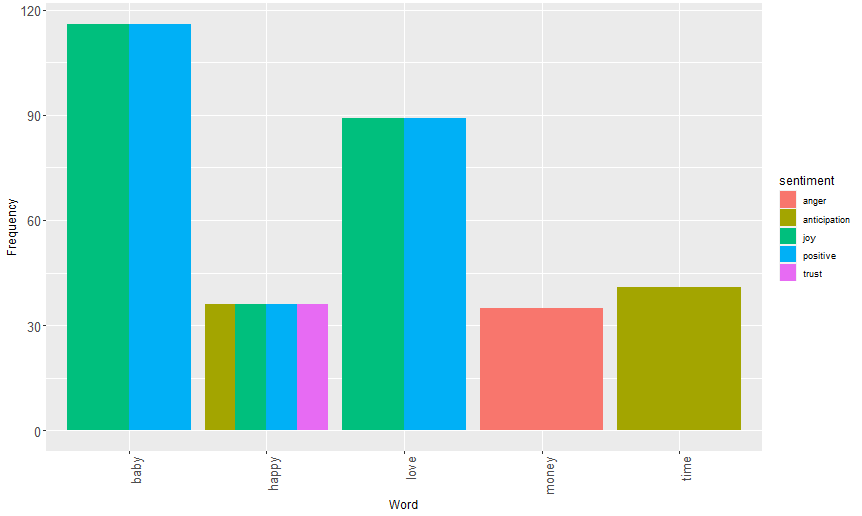 120
90
60
30
0
Frequency
baby
happy
love
money
time
Word
sentiment
anger
anticipation
joy
positive
trust